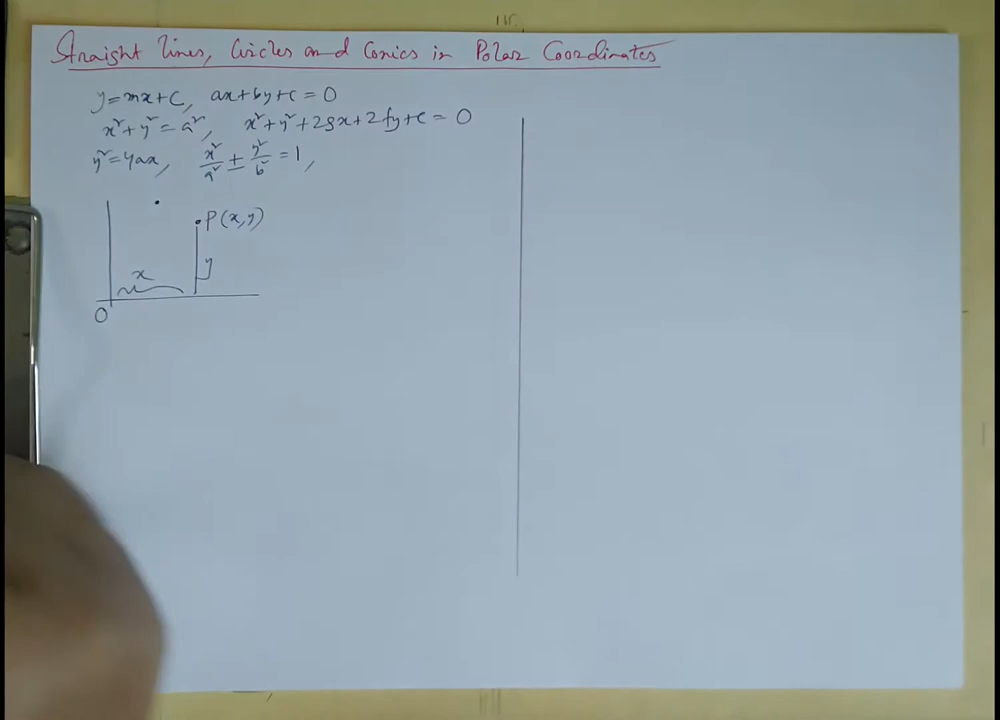 Straight lines, Circles and Conics in Polar Coordinates
y=mx+c, ax+by+c=0
x²+y²=a², x²+y²+2gx+2fy+c=0
y²=4ax, x²/a² ± y²/b² =1,
P(x,y)
y
x
O